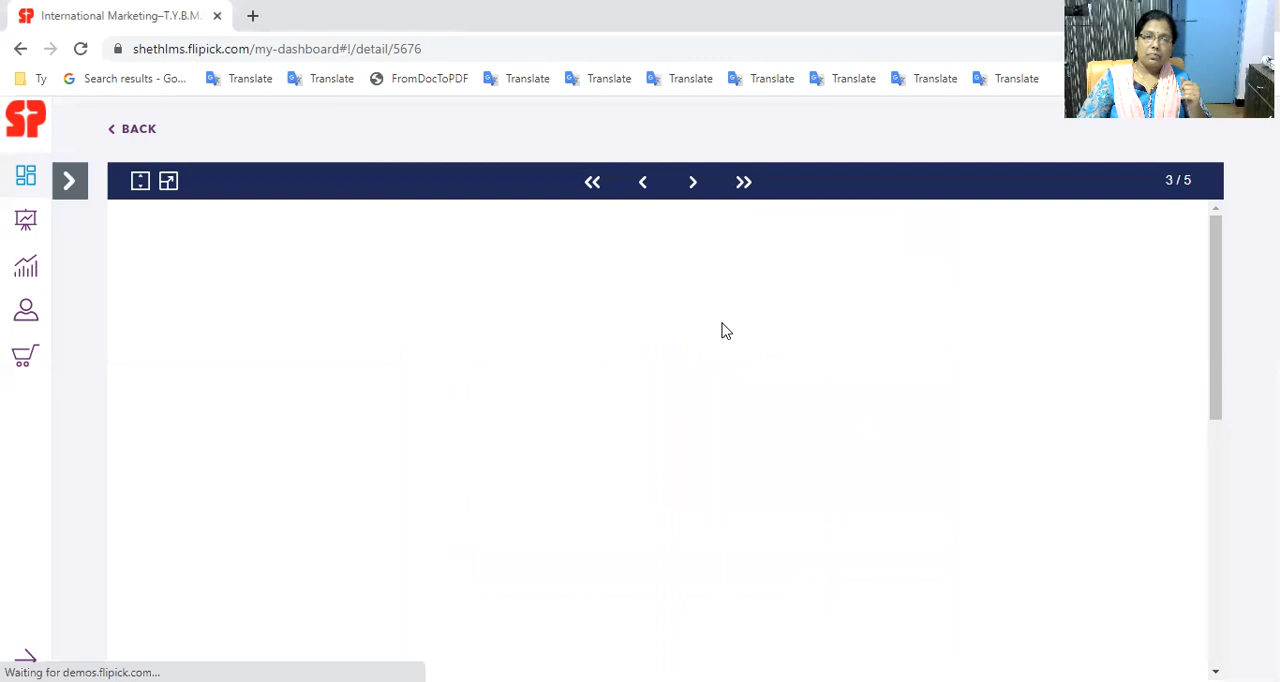 International Marketing–T.Y.B.M.
shethlms.flipick.com/my-dashboard#!/detail/5676
Ty
Search results - Go...
Translate
Translate
FromDocToPDF
Translate
Translate
Translate
Translate
Translate
Translate
Translate
SP
BACK
3 / 5
Waiting for demos.flipick.com...